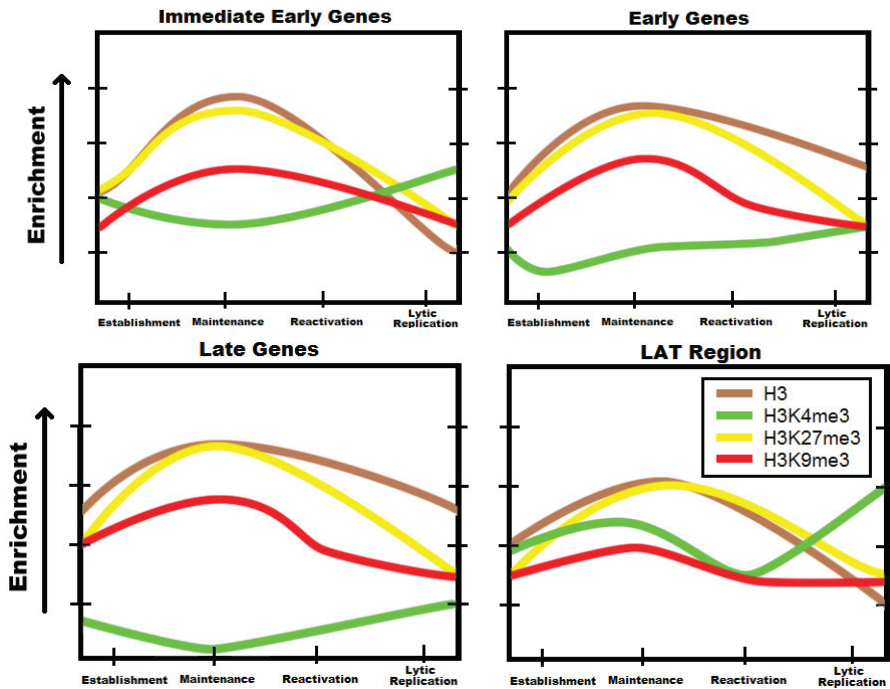 Immediate Early Genes
Early Genes
Enrichment
Establishment
Maintenance
Reactivation
Lytic
Replication
Establishment
Maintenance
Reactivation
Lytic
Replication
Late Genes
LAT Region
Enrichment
H3
H3K4me3
H3K27me3
H3K9me3
Establishment
Maintenance
Reactivation
Lytic
Replication
Establishment
Maintenance
Reactivation
Lytic
Replication